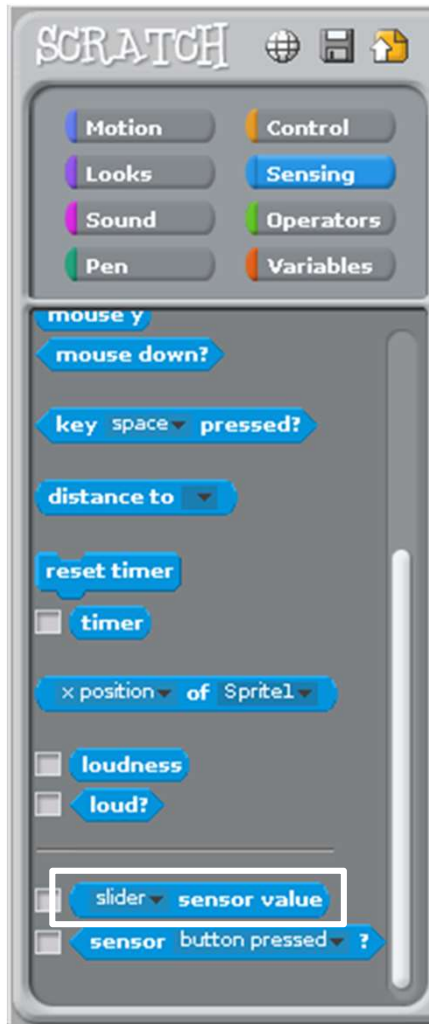 SCRATCH
Motion Control
Looks Sensing
Sound Operators
Pen Variables
mouse y
mouse down?
key space pressed?
distance to
reset timer
timer
x position of Sprite1
loudness
loud?
slider sensor value
sensor button pressed ?